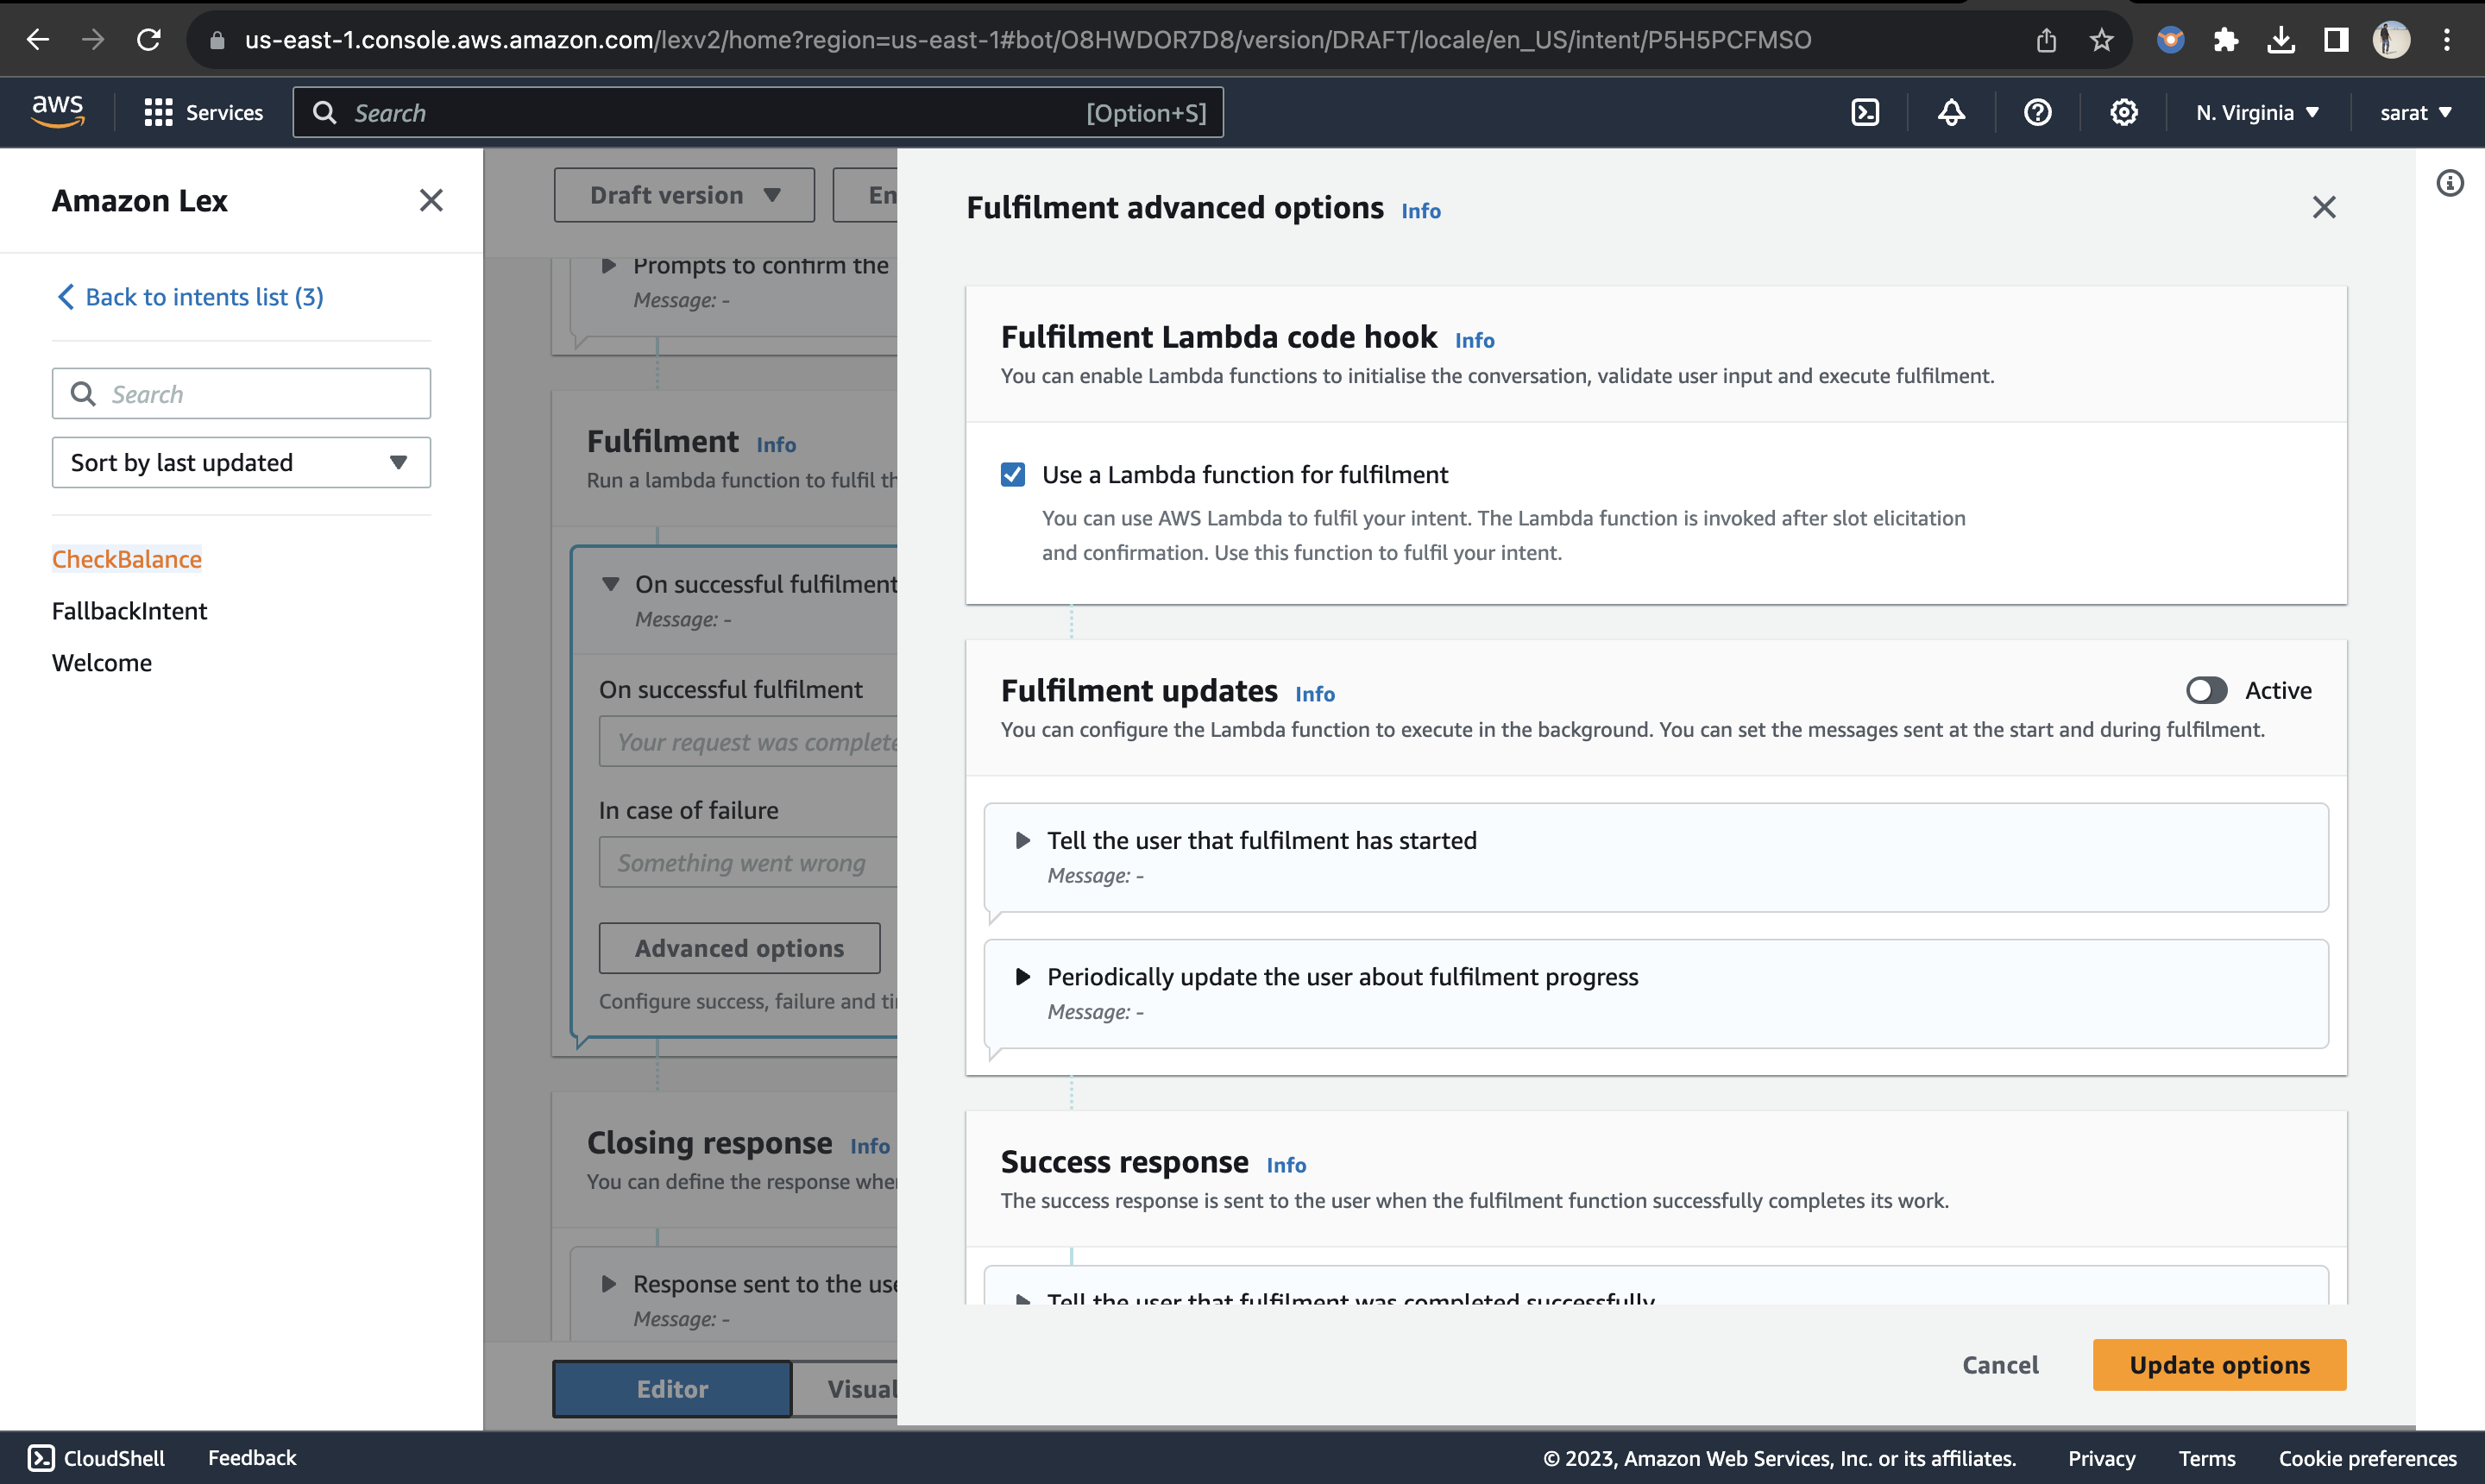 us-east-1.console.aws.amazon.com/lexv2/home?region=us-east-1#bot/O8HWDOR7D8/version/DRAFT/locale/en_US/intent/P5H5PCFMSO
aws
Services
Search
[Option+S]
N. Virginia
sarat
Amazon Lex
Back to intents list (3)
Search
Sort by last updated
CheckBalance
FallbackIntent
Welcome
Draft version
En
Prompts to confirm the
Message: -
Fulfilment Info
Run a lambda function to fulfil th
On successful fulfilment
Message: -
On successful fulfilment
Your request was complete
In case of failure
Something went wrong
Advanced options
Configure success, failure and ti
Closing response Info
You can define the response whe
Response sent to the use
Message: -
Editor
Visual
Fulfilment advanced options Info
Fulfilment Lambda code hook Info
You can enable Lambda functions to initialise the conversation, validate user input and execute fulfilment.
Use a Lambda function for fulfilment
You can use AWS Lambda to fulfil your intent. The Lambda function is invoked after slot elicitation
and confirmation. Use this function to fulfil your intent.
Fulfilment updates Info
Active
You can configure the Lambda function to execute in the background. You can set the messages sent at the start and during fulfilment.
Tell the user that fulfilment has started
Message: -
Periodically update the user about fulfilment progress
Message: -
Success response Info
The success response is sent to the user when the fulfilment function successfully completes its work.
Tell the user that fulfilment was completed successfully
Cancel
Update options
CloudShell
Feedback
© 2023, Amazon Web Services, Inc. or its affiliates.
Privacy
Terms
Cookie preferences